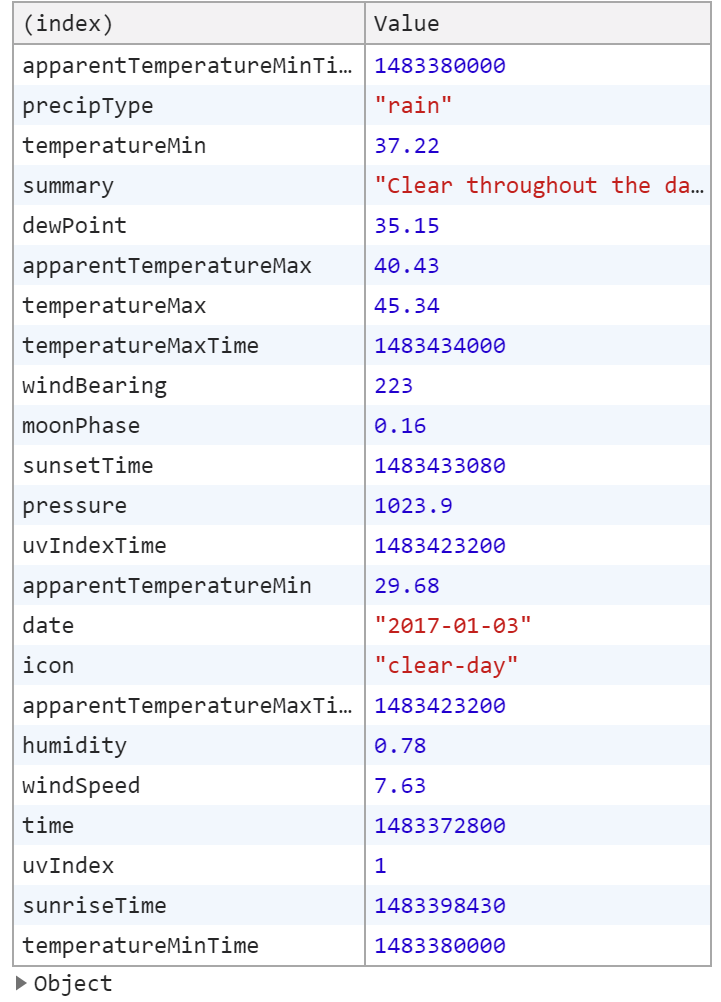 (index) Value
apparentTemperatureMinTi… 1483380000
precipType "rain"
temperatureMin 37.22
summary "Clear throughout the da…
dewPoint 35.15
apparentTemperatureMax 40.43
temperatureMax 45.34
temperatureMaxTime 1483434000
windBearing 223
moonPhase 0.16
sunsetTime 1483433080
pressure 1023.9
uvIndexTime 1483423200
apparentTemperatureMin 29.68
date "2017-01-03"
icon "clear-day"
apparentTemperatureMaxTi… 1483423200
humidity 0.78
windSpeed 7.63
time 1483372800
uvIndex 1
sunriseTime 1483398430
temperatureMinTime 1483380000
Object